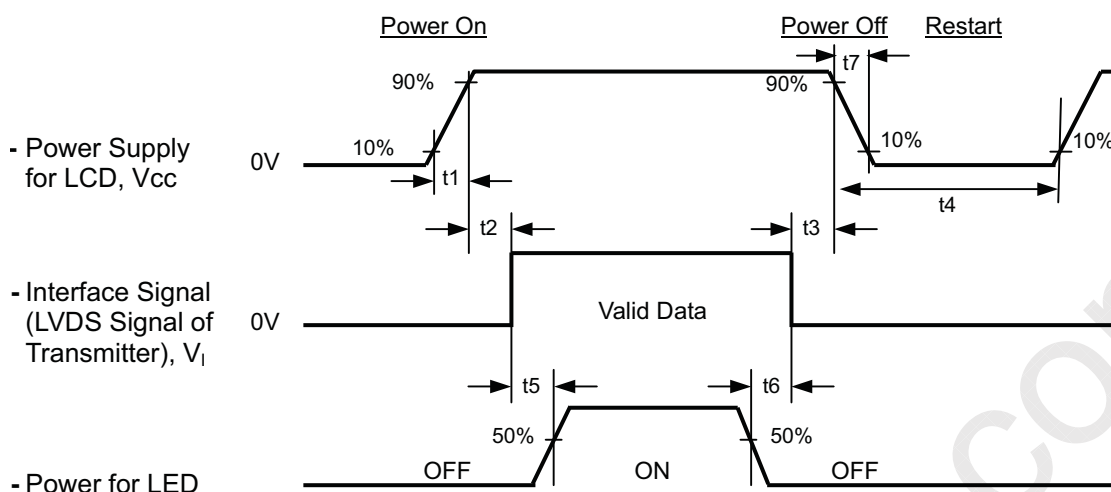 Power On
Power Off
Restart
t7
90%
90%
10%
10%
10%
- Power Supply
for LCD, Vcc
0V
t1
t4
t2
t3
- Interface Signal
(LVDS Signal of
Transmitter), VI
0V
Valid Data
t5
t6
50%
50%
OFF
ON
OFF
- Power for LED
com